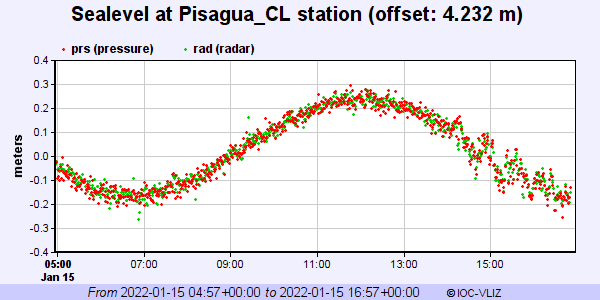 Sealevel at Pisagua_CL station (offset: 4.232 m)
prs (pressure) rad (radar)
0.4
0.3
0.2
0.1
0.0
-0.1
-0.2
-0.3
-0.4
meters
05:00 07:00 09:00 11:00 13:00 15:00
Jan 15
From 2022-01-15 04:57+00:00 to 2022-01-15 16:57+00:00 © IOC-VLIZ